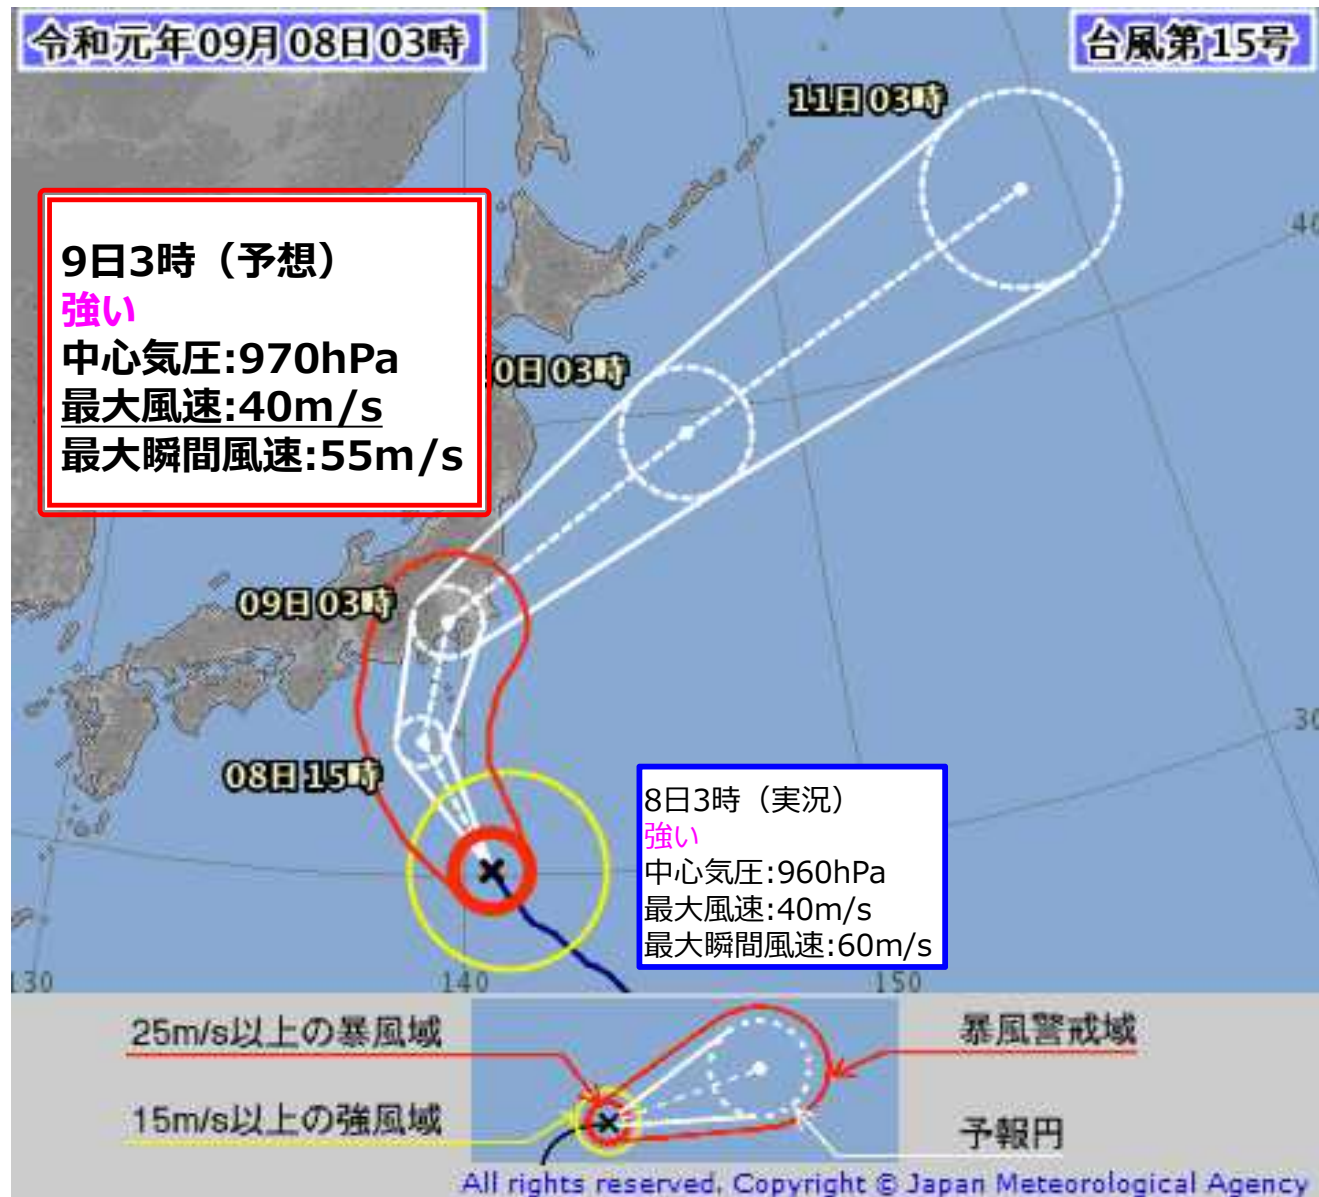 令和元年09月08日03時
台風第15号
11日03時
40
9日3時（予想）
強い
中心気圧:970hPa
最大風速:40m/s
最大瞬間風速:55m/s
0日03時
09日03時
30
08日15時
8日3時（実況）
強い
中心気圧:960hPa
最大風速:40m/s
最大瞬間風速:60m/s
130
140
150
25m/s以上の暴風域
暴風警戒域
15m/s以上の強風域
予報円
All rights reserved. Copyright © Japan Meteorological Agency